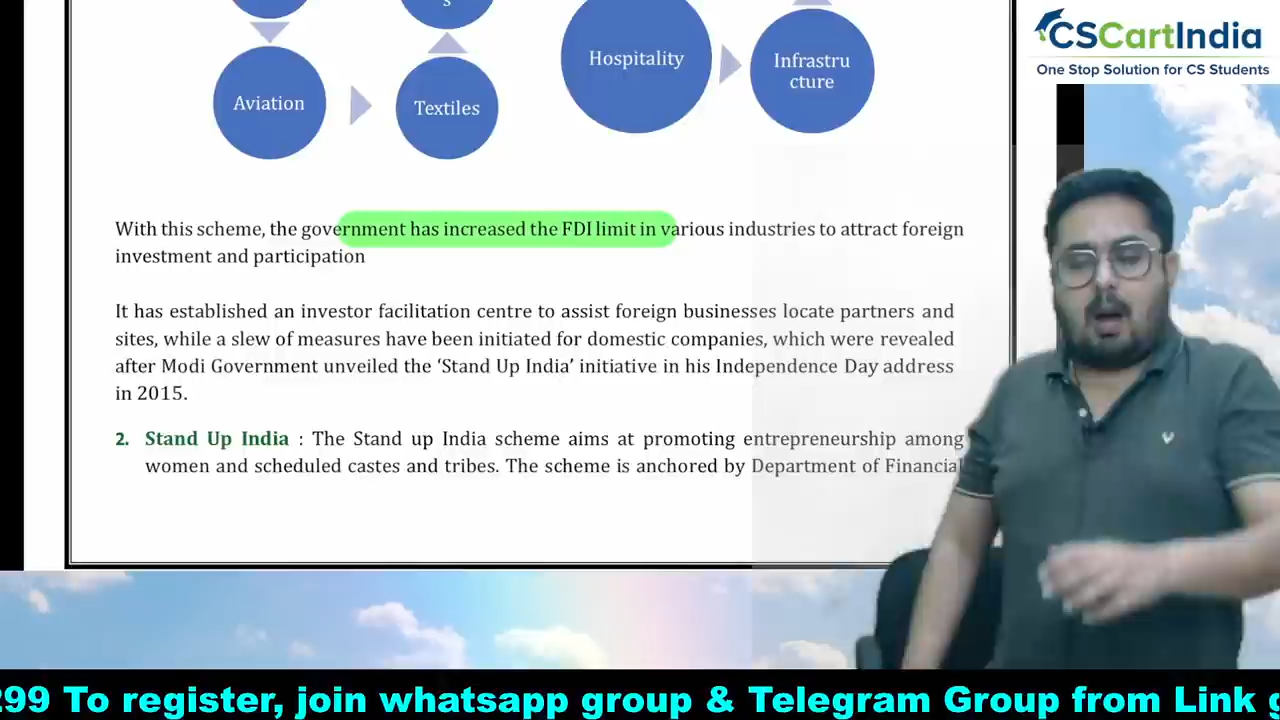 s
CSCartIndia
One Stop Solution for CS Students
Hospitality
Infrastru
cture
Aviation
Textiles
With this scheme, the government has increased the FDI limit in various industries to attract foreign
investment and participation
It has established an investor facilitation centre to assist foreign businesses locate partners and
sites, while a slew of measures have been initiated for domestic companies, which were revealed
after Modi Government unveiled the ‘Stand Up India’ initiative in his Independence Day address
in 2015.
2. Stand Up India : The Stand up India scheme aims at promoting entrepreneurship among
women and scheduled castes and tribes. The scheme is anchored by Department of Financial
299 To register, join whatsapp group & Telegram Group from Link g